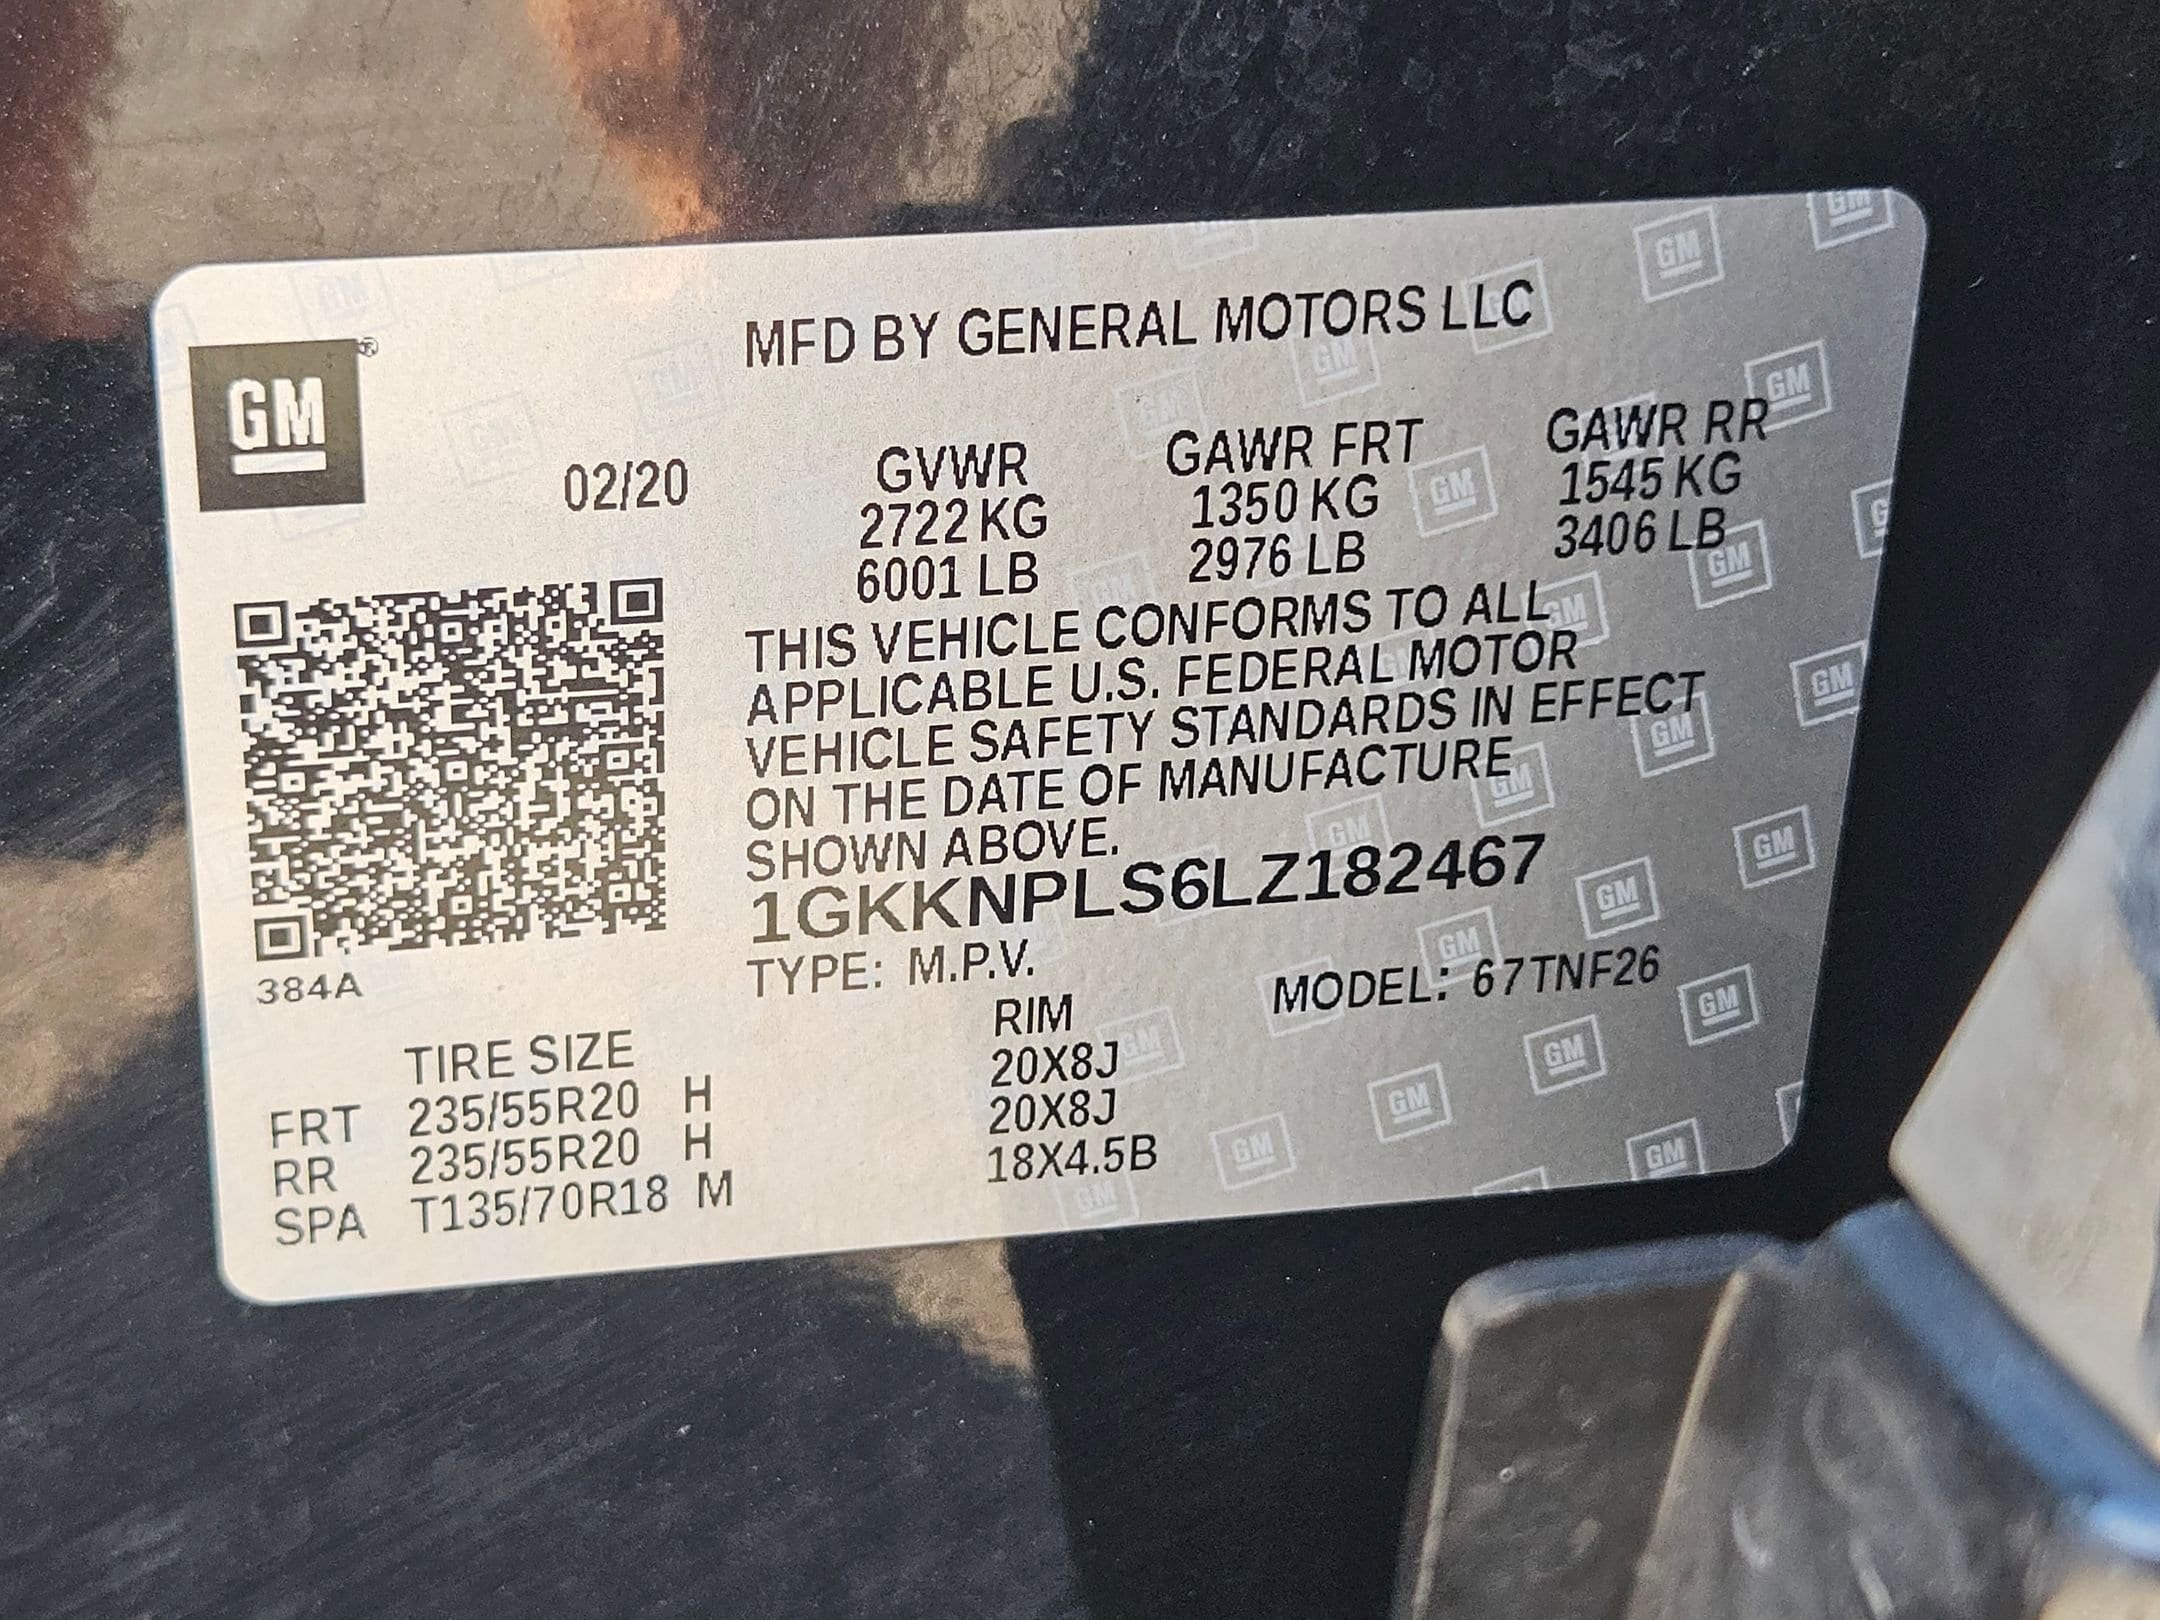 MFD BY GENERAL MOTORS LLC
GM®
02/20
GVWR GAWR FRT GAWR RR
2722 KG 1350 KG 1545 KG
6001 LB 2976 LB 3406 LB
THIS VEHICLE CONFORMS TO ALL
APPLICABLE U.S. FEDERAL MOTOR
VEHICLE SAFETY STANDARDS IN EFFECT
ON THE DATE OF MANUFACTURE
SHOWN ABOVE.
1GKKNPLS6LZ182467
384A
TYPE: M.P.V. MODEL: 67TNF26
TIRE SIZE RIM
FRT 235/55R20 H 20X8J
RR 235/55R20 H 20X8J
SPA T135/70R18 M 18X4.5B